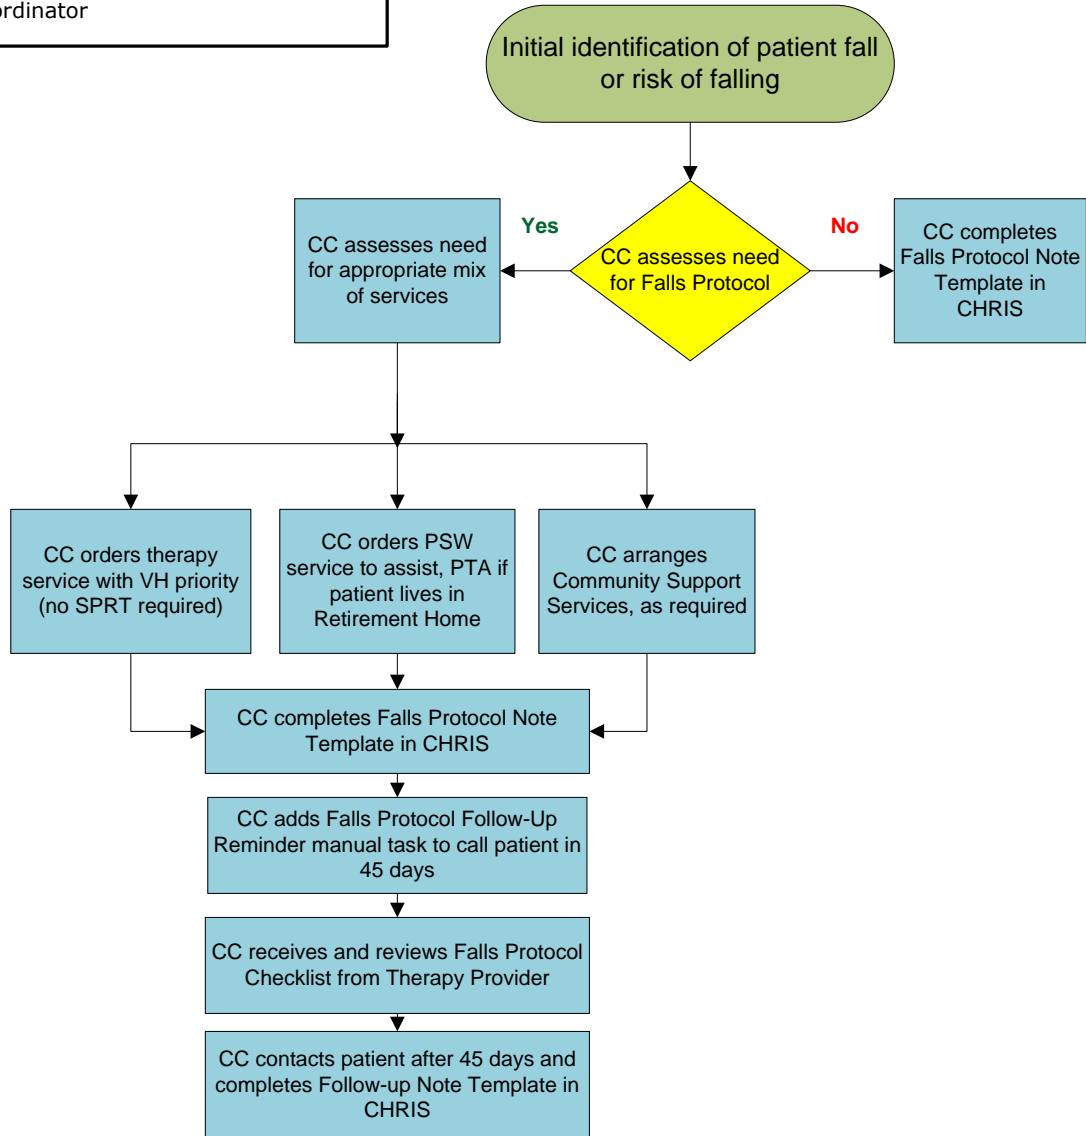 Initial identification of patient fall
or risk of falling
Yes
No
CC assesses need
for appropriate mix
of services
CC assesses need
for Falls Protocol
CC completes
Falls Protocol Note
Template in
CHRIS
CC orders therapy
service with VH priority
(no SPRT required)
CC orders PSW
service to assist, PTA if
patient lives in
Retirement Home
CC arranges
Community Support
Services, as required
CC completes Falls Protocol Note
Template in CHRIS
CC adds Falls Protocol Follow-Up
Reminder manual task to call patient in
45 days
CC receives and reviews Falls Protocol
Checklist from Therapy Provider
CC contacts patient after 45 days and
completes Follow-up Note Template in
CHRIS